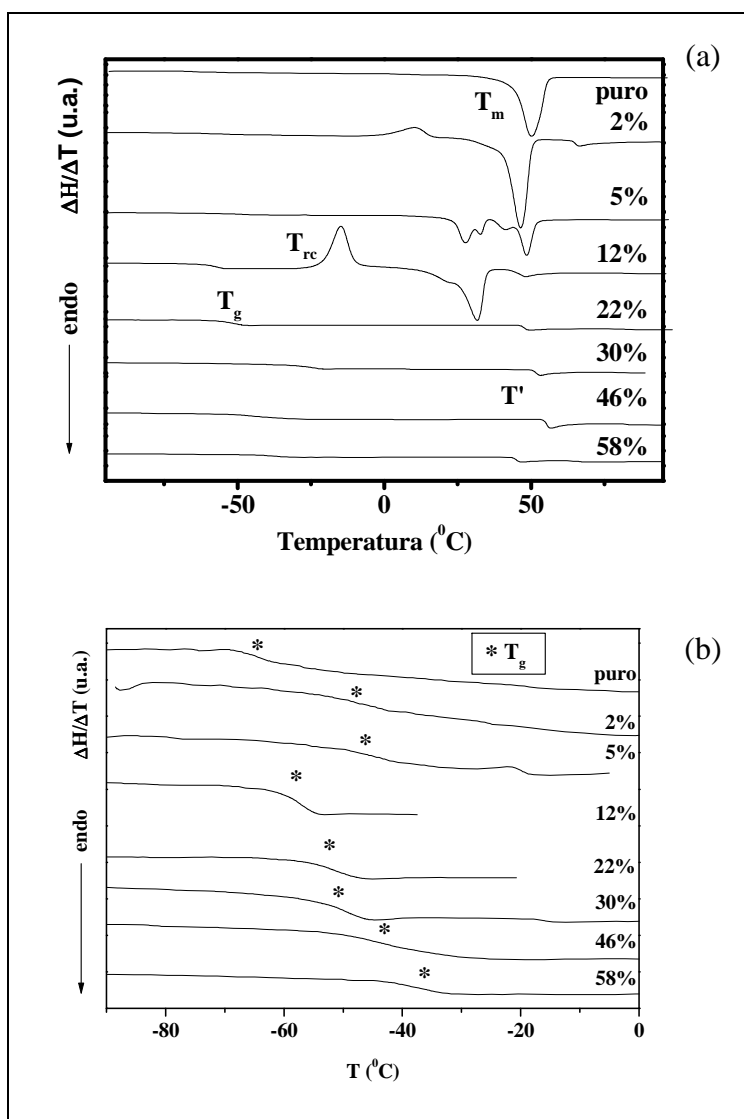 (a)
ΔH/ΔT (u.a.)
endo
puro
T_m
2%
5%
12%
T_rc
22%
T_g
30%
T'
46%
58%
-50
0
50
Temperatura (⁰C)
(b)
* T_g
ΔH/ΔT (u.a.)
endo
*
puro
*
2%
*
5%
*
12%
*
22%
*
30%
*
46%
*
58%
-80
-60
-40
-20
0
T (⁰C)